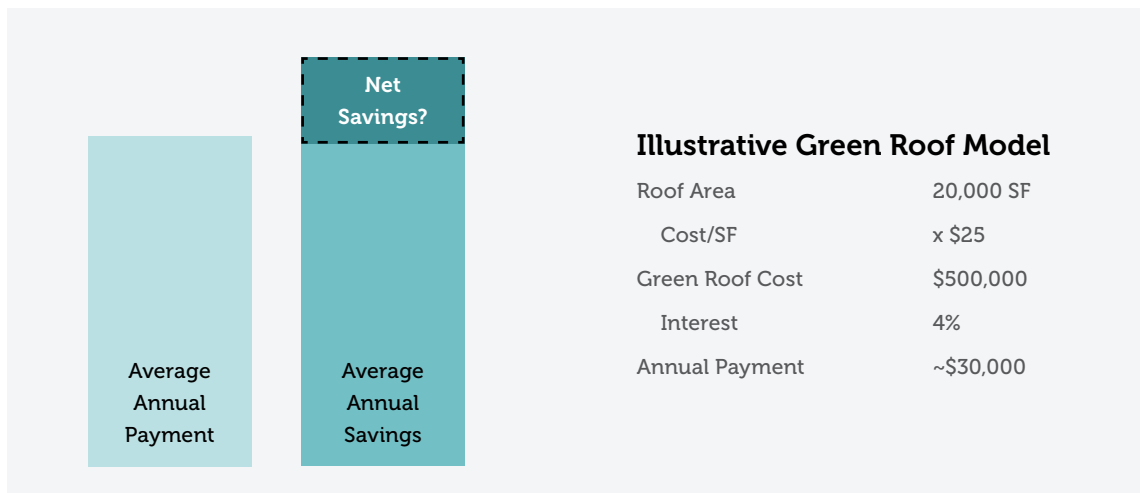 Net
Savings?
Average
Annual
Payment
Average
Annual
Savings
Illustrative Green Roof Model
Roof Area 20,000 SF
Cost/SF x $25
Green Roof Cost $500,000
Interest 4%
Annual Payment ~$30,000